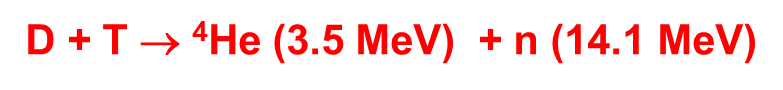 D + T → ⁴He (3.5 MeV) + n (14.1 MeV)